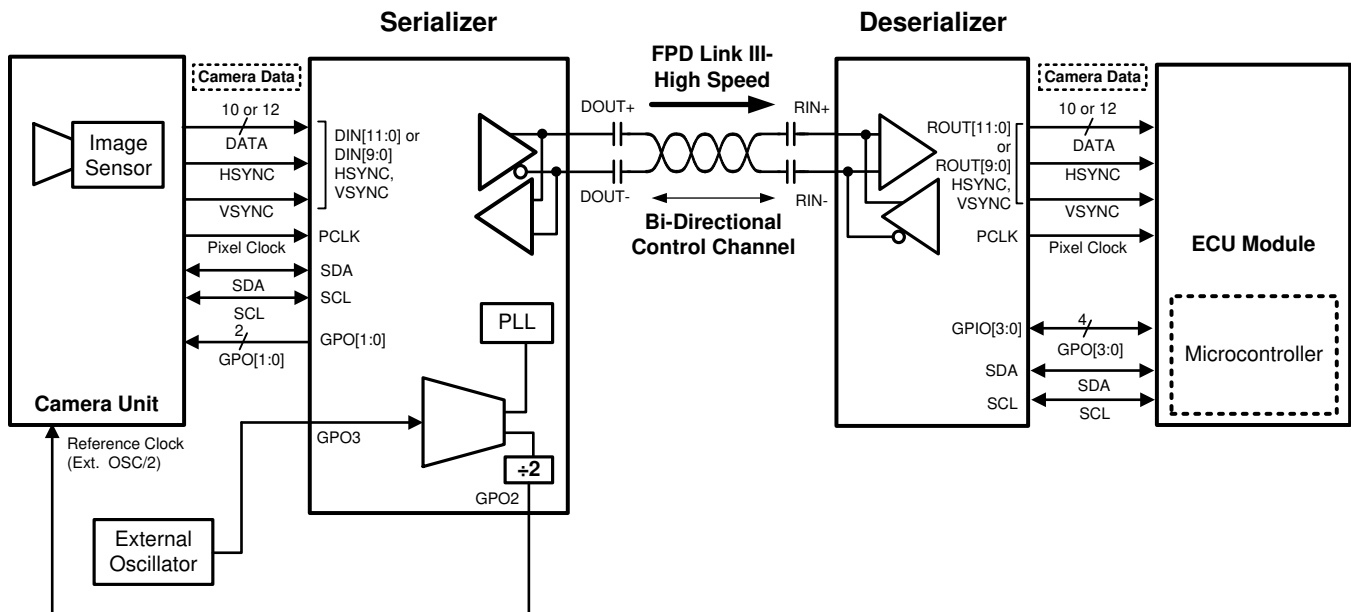 Serializer
Deserializer
Camera Data
FPD Link III-
High Speed
Camera Data
Image
Sensor
10 or 12
DATA
HSYNC
VSYNC
Pixel Clock
SDA
SCL
2
GPO[1:0]
Camera Unit
DIN[11:0] or
DIN[9:0]
HSYNC,
VSYNC
PCLK
SDA
SCL
GPO[1:0]
PLL
GPO3
÷2
GPO2
Reference Clock
(Ext. OSC/2)
External
Oscillator
DOUT+
DOUT-
RIN+
RIN-
Bi-Directional
Control Channel
ROUT[11:0]
or
ROUT[9:0]
HSYNC,
VSYNC
PCLK
GPIO[3:0]
SDA
SCL
10 or 12
DATA
HSYNC
VSYNC
Pixel Clock
4
GPO[3:0]
SDA
SCL
ECU Module
Microcontroller